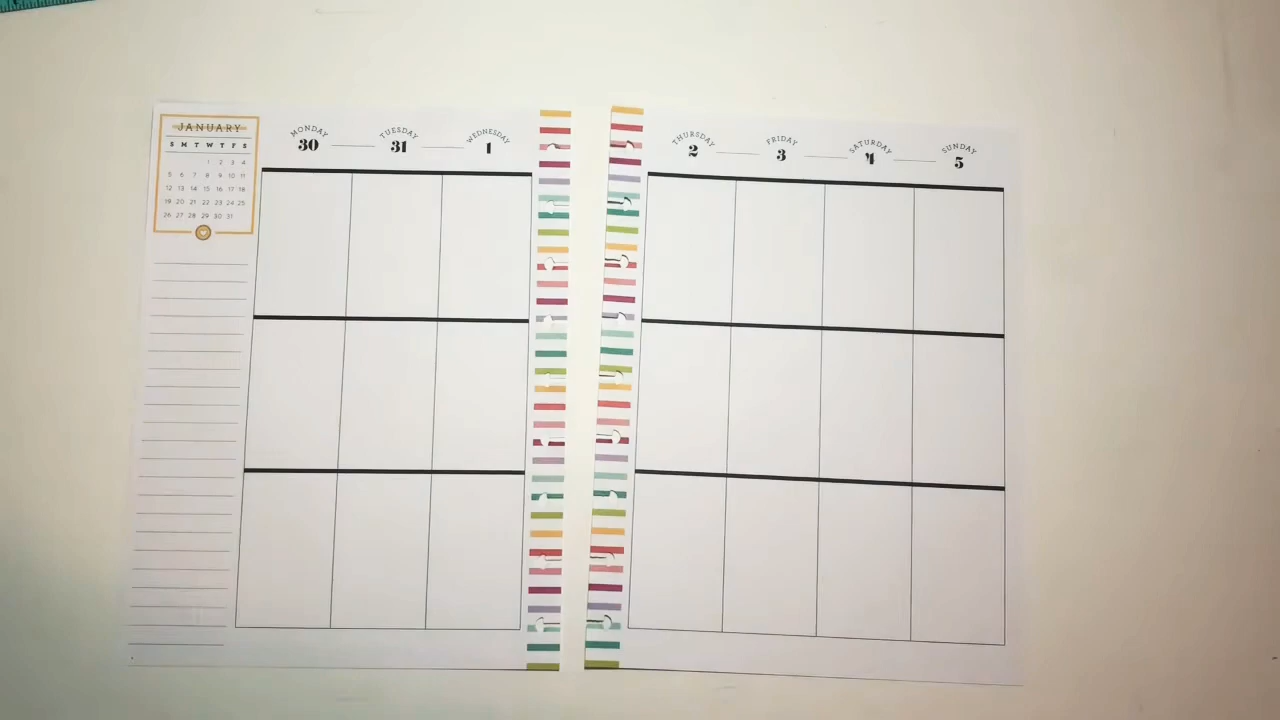 JANUARY
S M T W T F S
1 2 3 4
5 6 7 8 9 10 11
12 13 14 15 16 17 18
19 20 21 22 23 24 25
26 27 28 29 30 31
MONDAY TUESDAY WEDNESDAY
30 31 1
THURSDAY FRIDAY SATURDAY SUNDAY
2 3 4 5